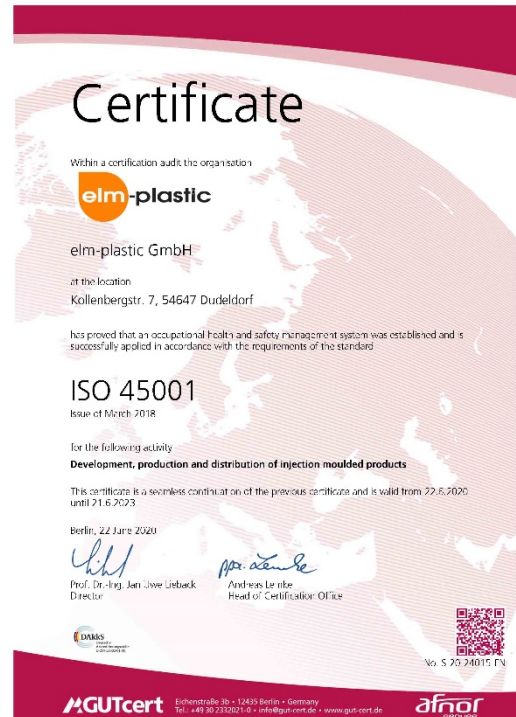 Certificate
Within a certification audit the organisation
elm-plastic
elm-plastic GmbH
at the location
Kollenbergstr. 7, 54647 Dudeldorf
has proved that an occupational health and safety management system was established and is
successfully applied in accordance with the requirements of the standard
ISO 45001
Issue of March 2018
for the following activity
Development, production and distribution of injection moulded products
This certificate is a seamless continuation of the previous certificate and is valid from 22.6.2020
until 21.6.2023
Berlin, 22 June 2020
ppa. Lemke
Prof. Dr.-Ing. Jan Uwe Lieback
Director
Andreas Lemke
Head of Certification Office
DAkkS
No. S-20-24015-EN
GUTcert
Eichenstraße 3b • 12435 Berlin • Germany
Tel.: +49 30 2332021-0 • info@gut-cert.de • www.gut-cert.de
afnor
GROUPE